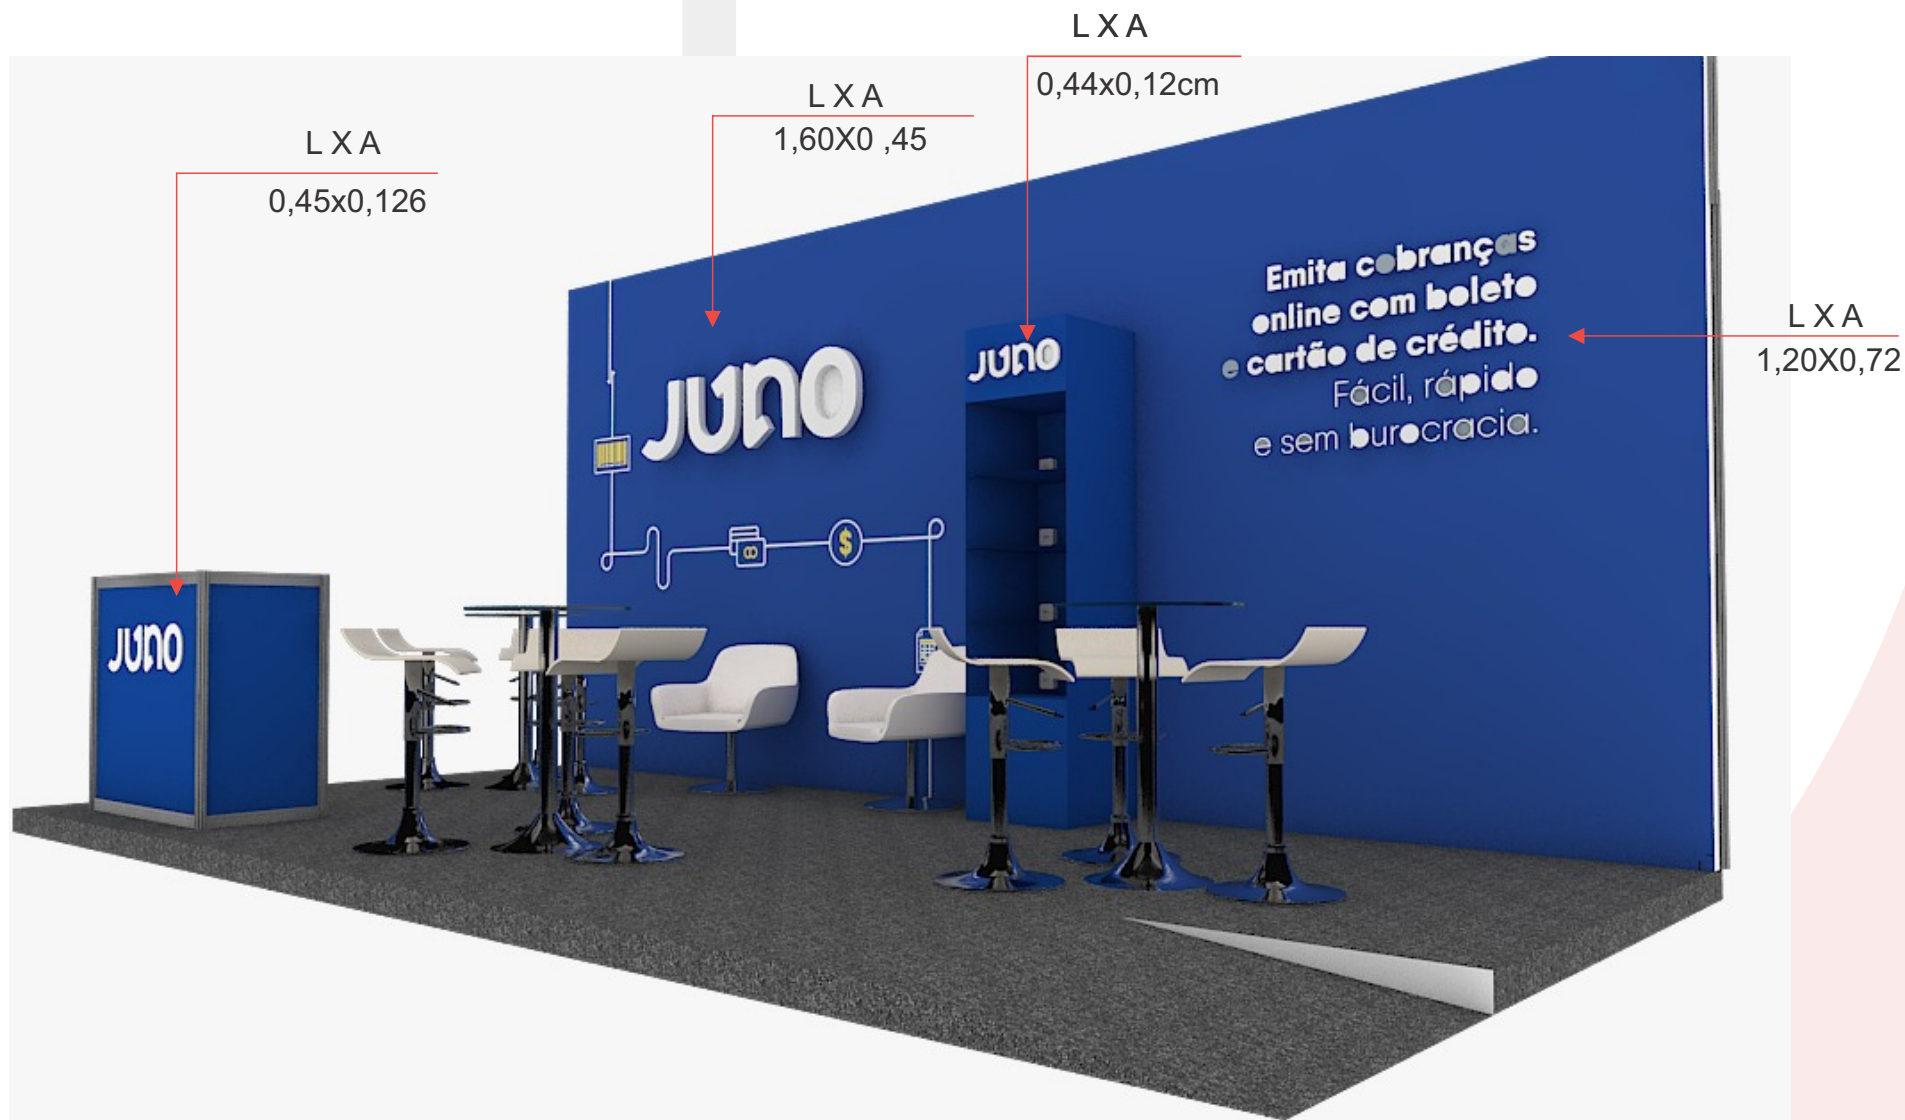 L X A
0,44x0,12cm
L X A
1,60X0 ,45
L X A
0,45x0,126
JUNO
JUNO
JUNO
$
Emita cobranças
online com boleto
e cartão de crédito.
Fácil, rápido
e sem burocracia.
L X A
1,20X0,72